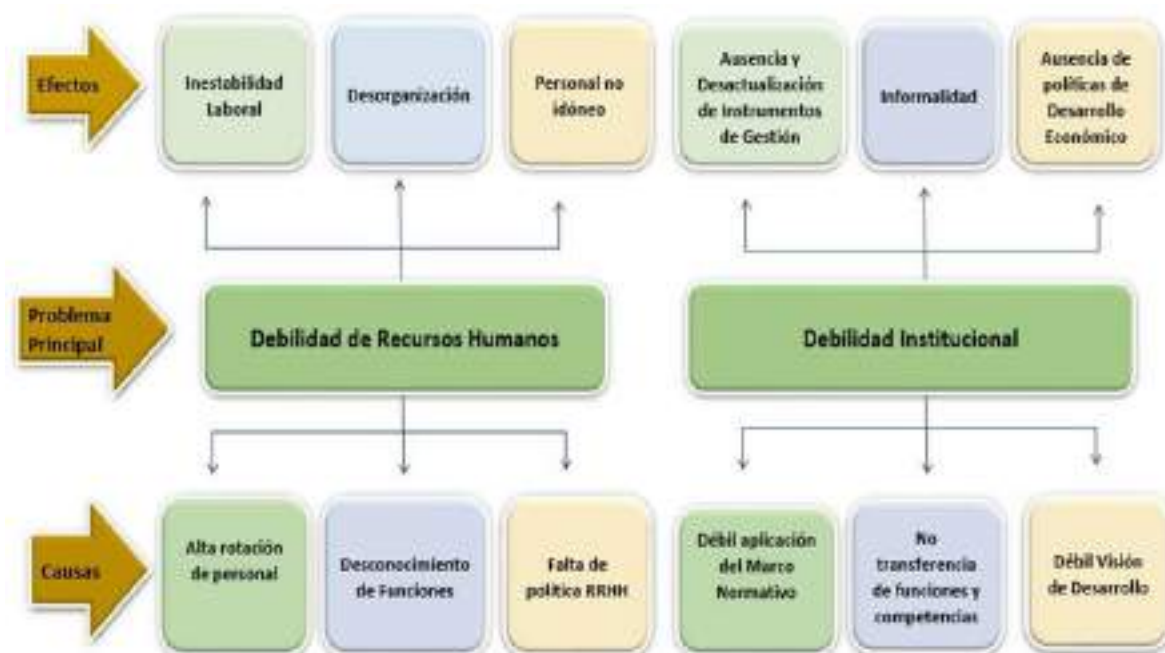 Efectos
Inestabilidad
Laboral
Desorganización
Personal no
idóneo
Ausencia y
Desactualización
de Instrumentos
de Gestión
Informalidad
Ausencia de
políticas de
Desarrollo
Económico
Problema
Principal
Debilidad de Recursos Humanos
Debilidad Institucional
Causas
Alta rotación
de personal
Desconocimiento
de Funciones
Falta de
política RRHH
Débil aplicación
del Marco
Normativo
No
transferencia
de funciones y
competencias
Débil Visión
de Desarrollo